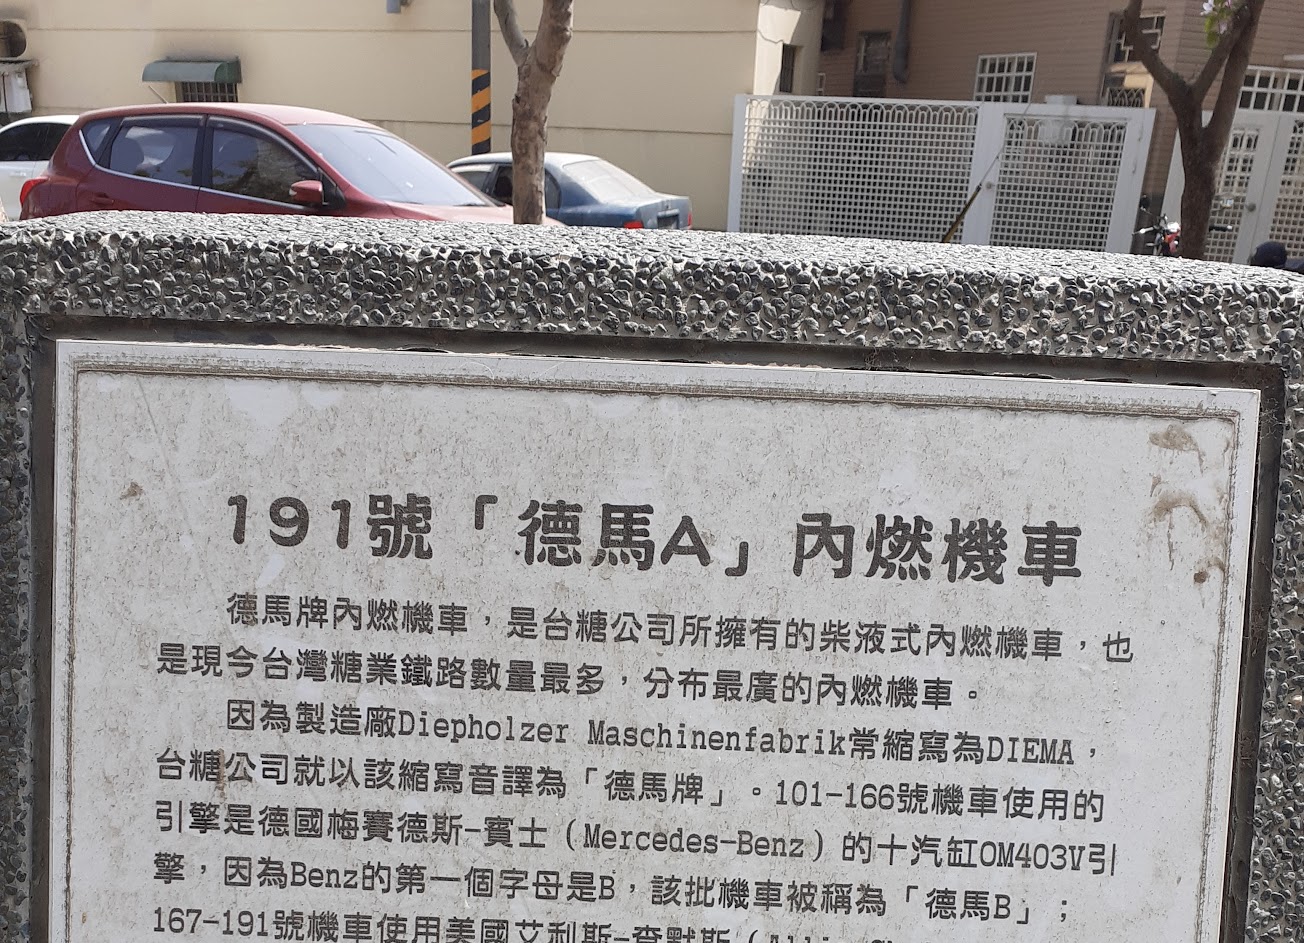 191號「德馬A」內燃機車
德馬牌內燃機車，是台糖公司所擁有的柴液式內燃機車，也
是現今台灣糖業鐵路數量最多，分布最廣的內燃機車。
因為製造廠Diepholzer Maschinenfabrik常縮寫為DIEMA，
台糖公司就以該縮寫音譯為「德馬牌」。101-166號機車使用的
引擎是德國梅賽德斯-賓士（Mercedes-Benz）的十汽缸OM403V引
擎，因為Benz的第一個字母是B，該批機車被稱為「德馬B」；
167-191號機車使用美國艾利斯-查默斯（Allis